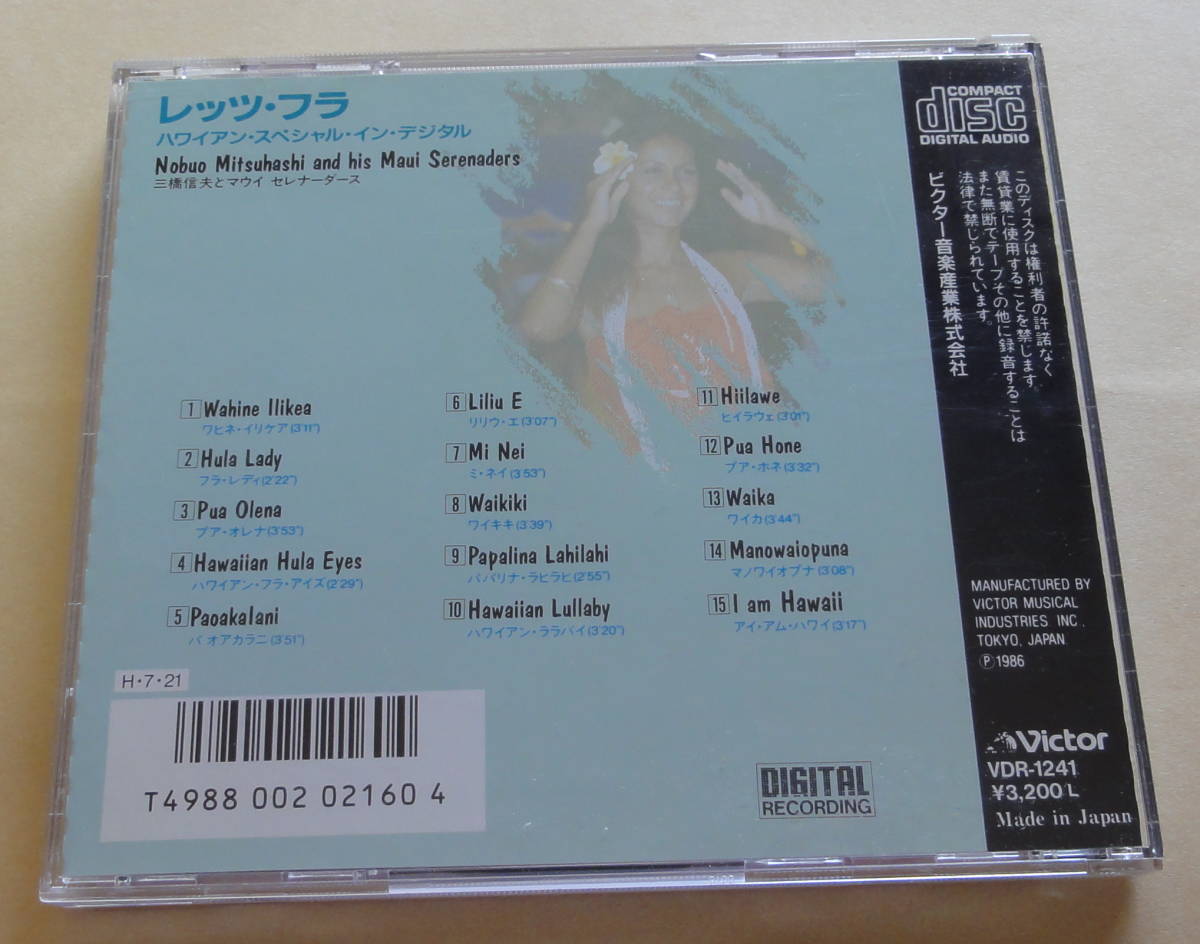 レッツ・フラ
ハワイアン・スペシャル・イン・デジタル
Nobuo Mitsuhashi and his Maui Serenaders
三橋信夫とマウイ セレナーダース
1 Wahine Ilikea
ワヒネ・イリケア(3'11")
2 Hula Lady
フラ・レディ(2'22")
3 Pua Olena
プア・オレナ(3'53")
4 Hawaiian Hula Eyes
ハワイアン・フラ・アイズ(2'29")
5 Paoakalani
パ オアカラニ(3'51")
6 Liliu E
リリウ・エ(3'07")
7 Mi Nei
ミ・ネイ(3'53")
8 Waikiki
ワイキキ(3'39")
9 Papalina Lahilahi
パパリナ・ラヒラヒ(2'55")
10 Hawaiian Lullaby
ハワイアン・ララバイ(3'20")
11 Hiilawe
ヒイラウェ(3'01")
12 Pua Hone
プア・ホネ(3'32")
13 Waika
ワイカ(3'44")
14 Manowaiopuna
マノワイオプナ(3'08")
15 I am Hawaii
アイ・アム・ハワイ(3'17")
H・7・21
T4988 002 02160 4
DIGITAL
RECORDING
COMPACT
disc
DIGITAL AUDIO
このディスクは権利者の許諾なく
賃貸業に使用することを禁じます。
また無断でテープその他に録音することは
法律で禁じられています。
ビクター音楽産業株式会社
MANUFACTURED BY
VICTOR MUSICAL
INDUSTRIES INC.,
TOKYO, JAPAN
Ⓟ1986
Victor
VDR-1241
¥3,200 L
Made in Japan